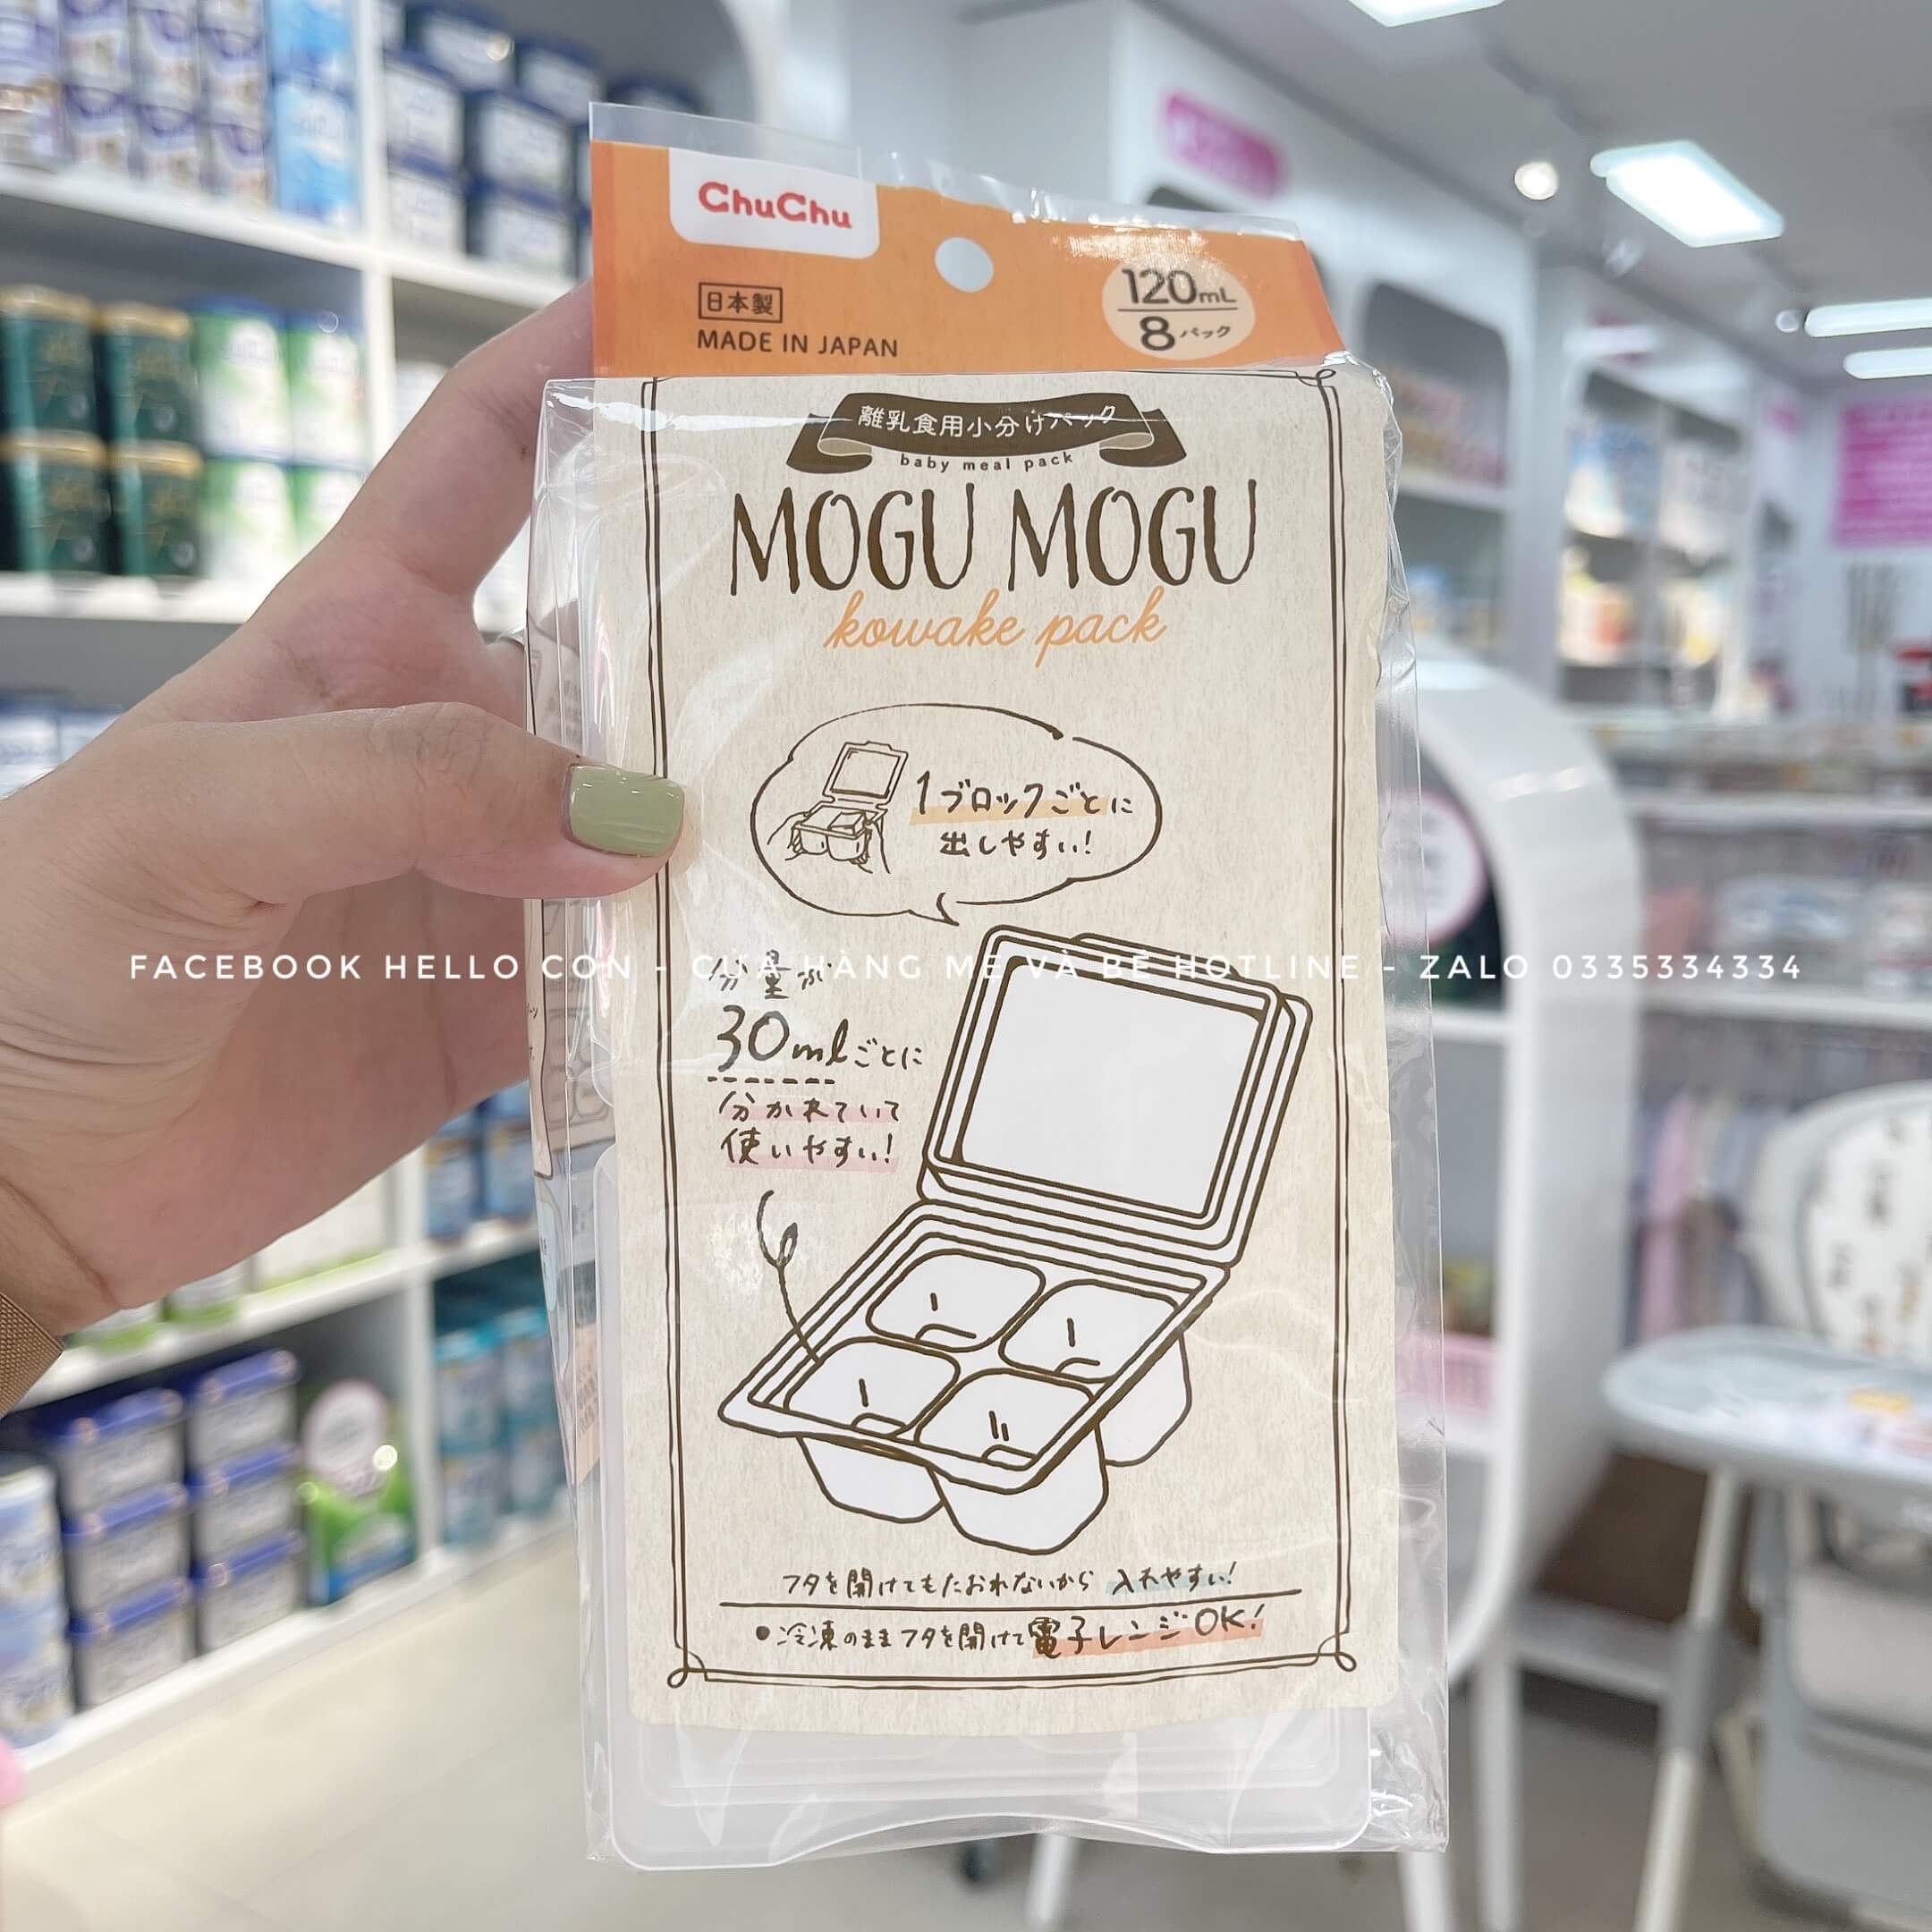 ChuChu
日本製
MADE IN JAPAN
120mL
8パック
離乳食用小分けパック
baby meal pack
MOGU MOGU
kowake pack
1ブロックごとに
出しやすい!
FACEBOOK HELLO CON - CỬA HÀNG MẸ VÀ BÉ HOTLINE - ZALO 0335334334
分量が
30mlごとに
分かれていて
使いやすい!
フタを開けてもたおれないから 入れやすい!
●冷凍のままフタを開けて電子レンジOK!